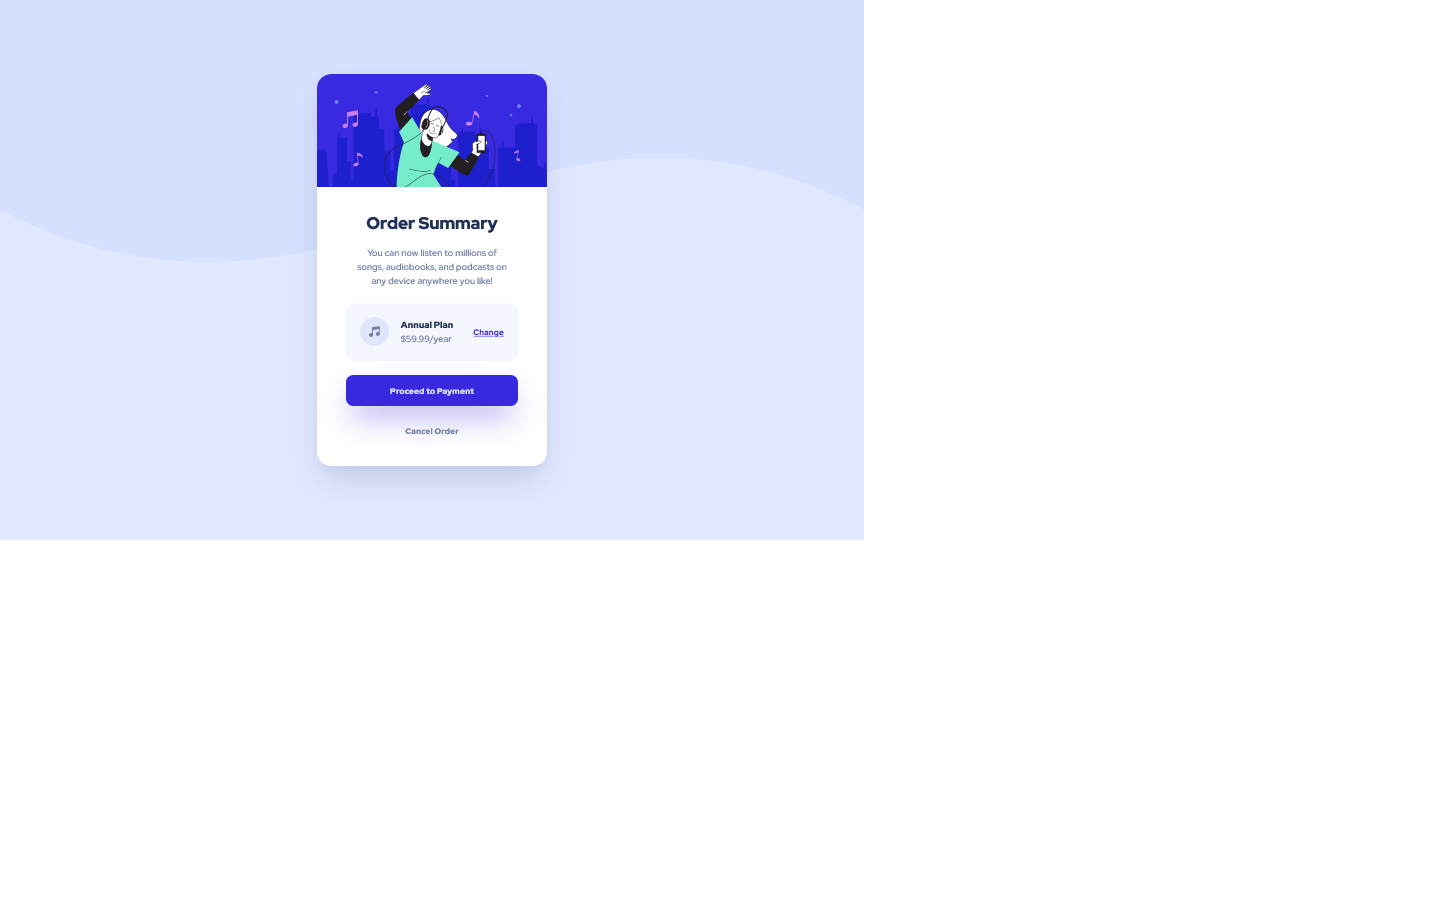 Order Summary
You can now listen to millions of
songs, audiobooks, and podcasts on
any device anywhere you like!
Annual Plan
$59.99/year
Change
Proceed to Payment
Cancel Order